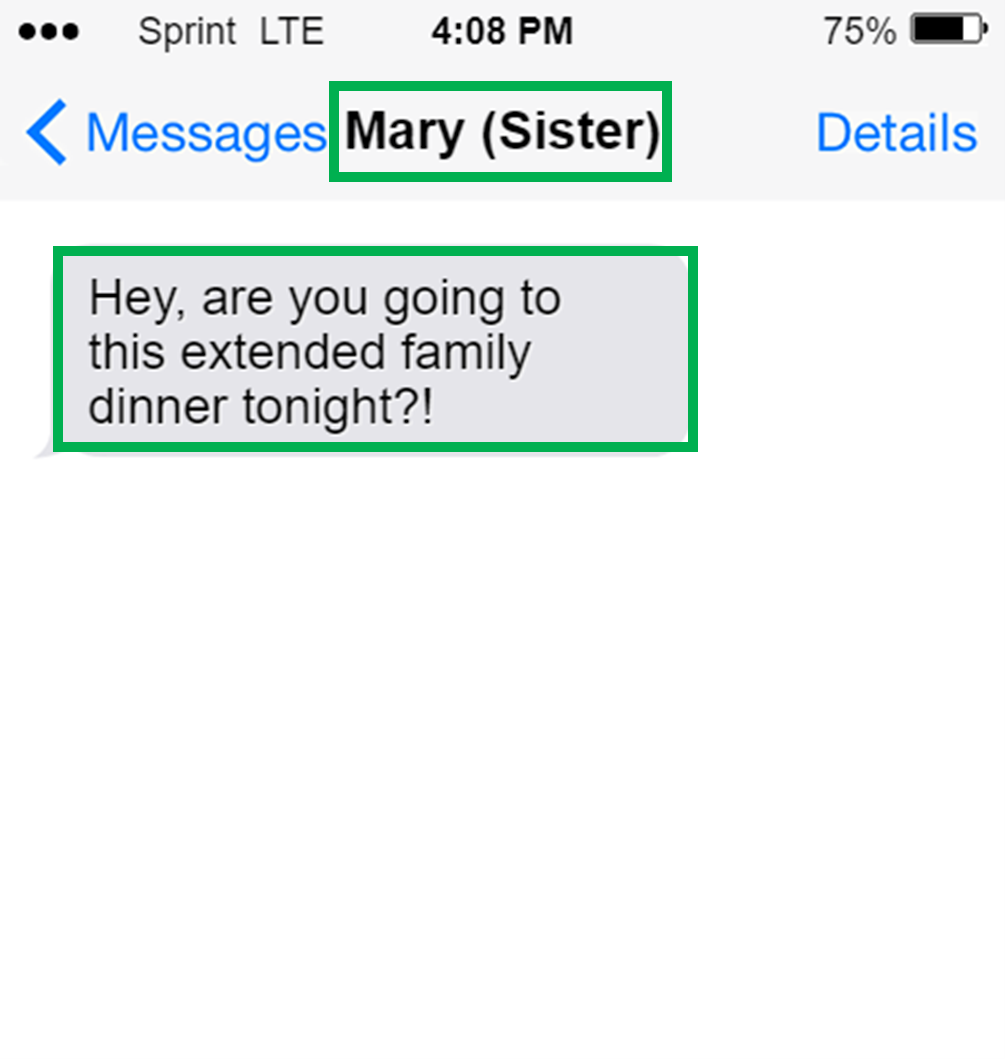 Sprint LTE 4:08 PM 75%
Messages Mary (Sister) Details
Hey, are you going to
this extended family
dinner tonight?!